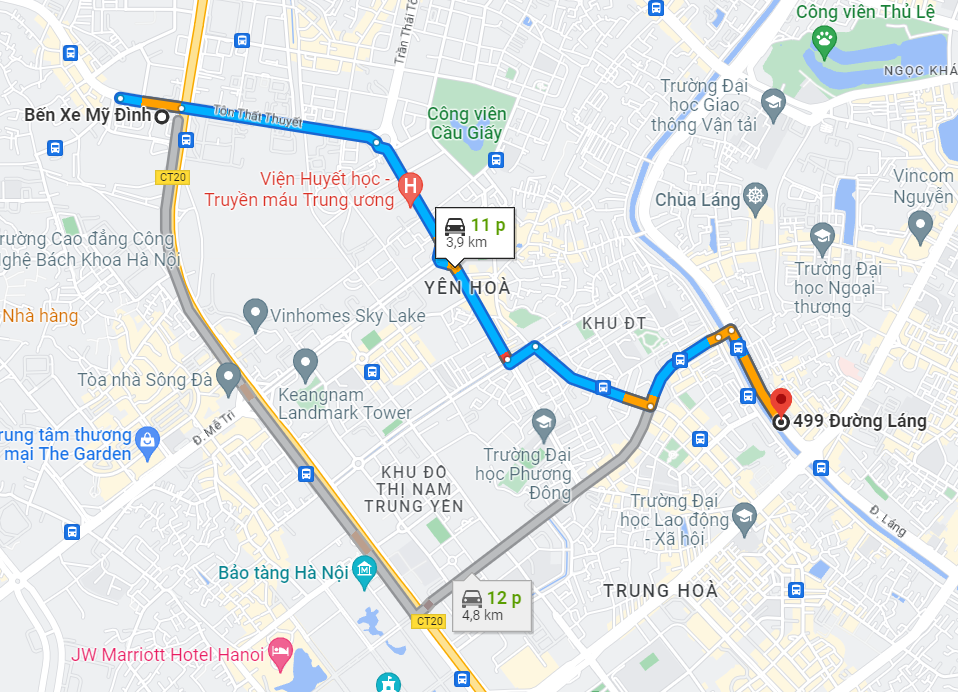 Công viên Thủ Lệ
NGỌC KHÁ
Trần Thái Tô
Trường Đại
học Giao
thông Vận tải
Bến Xe Mỹ Đình
Tôn Thất Thuyết
Công viên
Cầu Giấy
CT20
Viện Huyết học -
Truyền máu Trung ương
H
Vincom
Nguyễn
Chùa Láng
11 p
3,9 km
rường Cao đẳng Công
ghệ Bách Khoa Hà Nội
Trường Đại
học Ngoại
thương
YÊN HOÀ
Nhà hàng
Vinhomes Sky Lake
KHU ĐT
Tòa nhà Sông Đà
Keangnam
Landmark Tower
Đ. Mễ Trì
499 Đường Láng
rung tâm thương
mại The Garden
Trường Đại
học Phương
Đông
KHU ĐÔ
THỊ NAM
TRUNG YÊN
Trường Đại
học Lao động
- Xã hội
Đ. Láng
Bảo tàng Hà Nội
12 p
4,8 km
TRUNG HOÀ
CT20
JW Marriott Hotel Hanoi